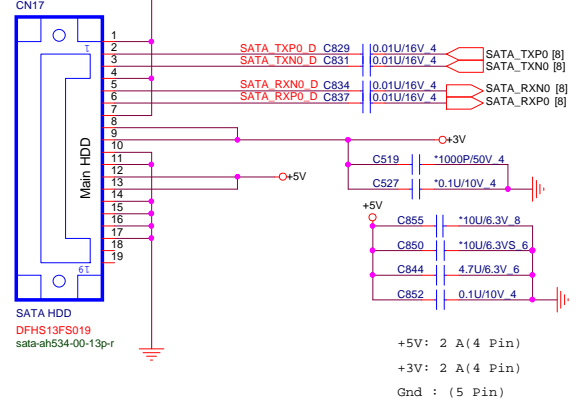 CN17
1
2
3
4
5
6
7
8
9
10
11
12
13
14
15
16
17
18
19
1
19
Main HDD
SATA HDD
DFHS13FS019
sata-ah534-00-13p-r
SATA_TXP0_D C829 0.01U/16V_4 SATA_TXP0 [8]
SATA_TXN0_D C831 0.01U/16V_4 SATA_TXN0 [8]
SATA_RXN0_D C834 0.01U/16V_4 SATA_RXN0 [8]
SATA_RXP0_D C837 0.01U/16V_4 SATA_RXP0 [8]
+3V
C519 *1000P/50V_4
+5V
C527 *0.1U/10V_4
+5V
C855 *10U/6.3V_8
C850 *10U/6.3VS_6
C844 4.7U/6.3V_6
C852 0.1U/10V_4
+5V: 2 A(4 Pin)
+3V: 2 A(4 Pin)
Gnd : (5 Pin)